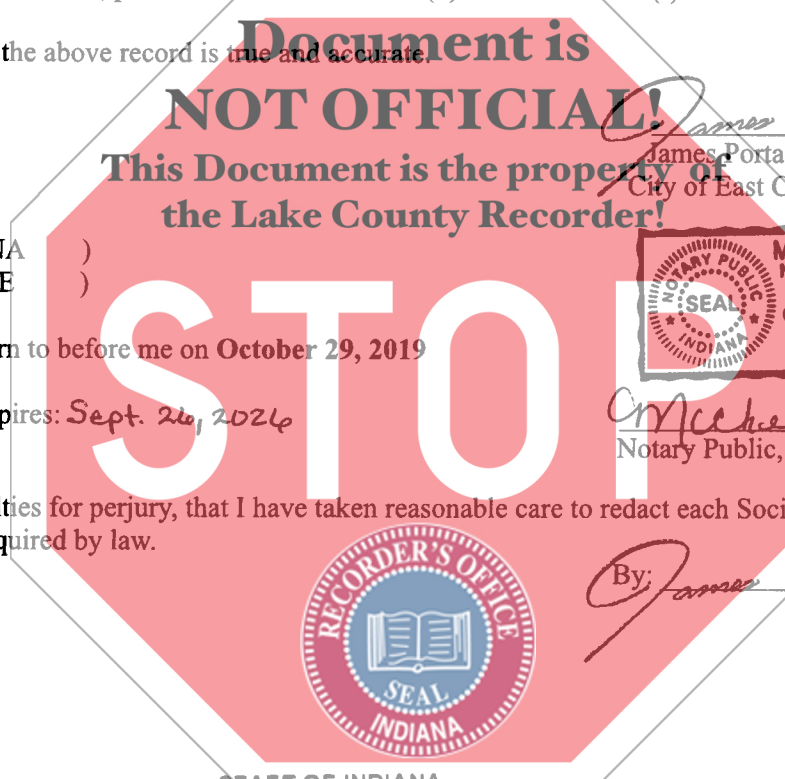 the above record is true and accurate.
Document is
NOT OFFICIAL!
This Document is the property of
the Lake County Recorder!
James
James Porta
City of East C
NA )
E )
NOTARY PUBLIC
SEAL
INDIANA
STOP
rn to before me on October 29, 2019
pires: Sept. 26, 2026
Notary Public,
ties for perjury, that I have taken reasonable care to redact each Soci
quired by law.
By: James
RECORDER'S OFFICE
SEAL
INDIANA
STATE OF INDIANA